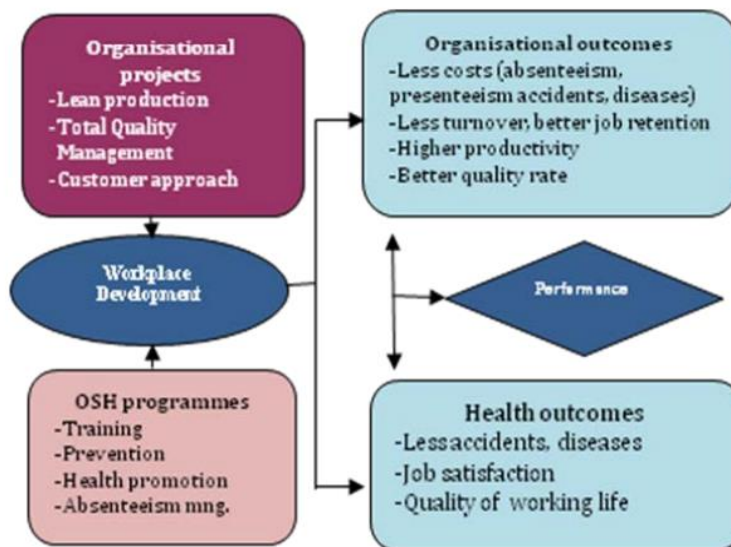 Organisational
projects
-Lean production
-Total Quality
Management
-Customer approach
Organisational outcomes
-Less costs (absenteeism,
presenteeism accidents, diseases)
-Less turnover, better job retention
-Higher productivity
-Better quality rate
Workplace
Development
Performance
OSH programmes
-Training
-Prevention
-Health promotion
-Absenteeism mng.
Health outcomes
-Less accidents, diseases
-Job satisfaction
-Quality of working life